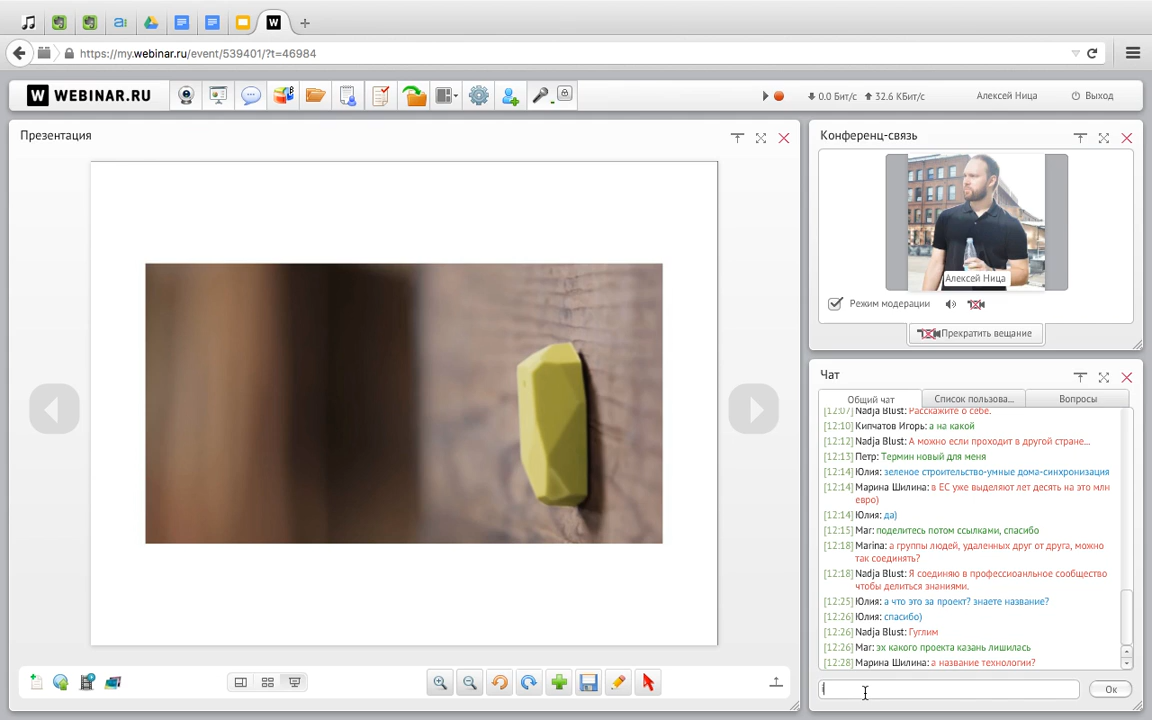 https://my.webinar.ru/event/539401/?t=46984
W WEBINAR.RU
0.0 Бит/с 32.6 КБит/с
Алексей Ница
Выход
Презентация
Конференц-связь
Алексей Ница
Режим модерации
Прекратить вещание
Чат
Общий чат
Список пользова...
Вопросы
[12:07] Nadja Blust: Расскажите о себе.
[12:10] Кипчатов Игорь: а на какой
[12:12] Nadja Blust: А можно если проходит в другой стране...
[12:13] Петр: Термин новый для меня
[12:14] Юлия: зеленое строительство-умные дома-синхронизация
[12:14] Марина Шилина: в ЕС уже выделяют лет десять на это млн
евро)
[12:14] Юлия: да)
[12:15] Mar: поделитесь потом ссылками, спасибо
[12:18] Marina: а группы людей, удаленных друг от друга, можно
так соединять?
[12:18] Nadja Blust: Я соединяю в профессиоанльное сообщество
чтобы делиться знаниями.
[12:25] Юлия: а что это за проект? знаете название?
[12:26] Юлия: спасибо)
[12:26] Nadja Blust: Гуглим
[12:26] Mar: эх какого проекта казань лишилась
[12:28] Марина Шилина: а название технологии?
Ок